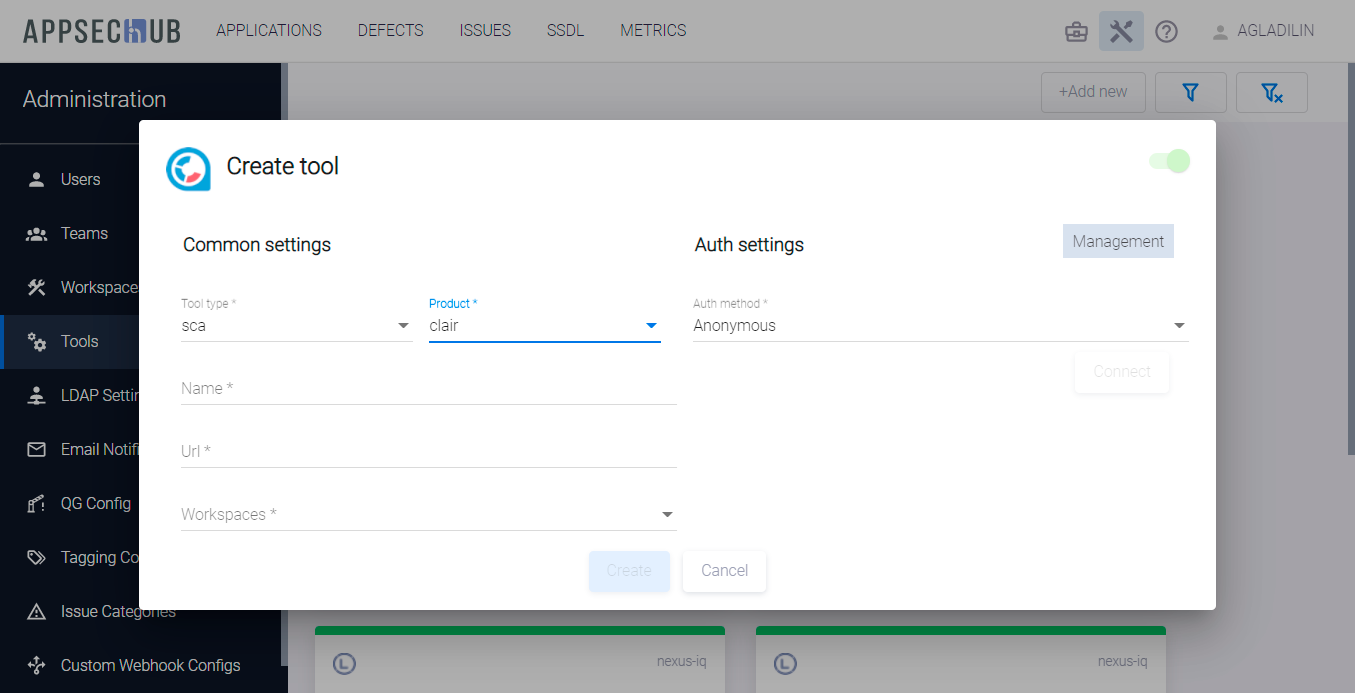 APPSECHUB APPLICATIONS DEFECTS ISSUES SSDL METRICS AGLADILIN
Administration
+Add new
Users
Teams
Workspace
Tools
LDAP Settin
Email Notifi
QG Config
Tagging Co
Issue Categories
Custom Webhook Configs
Create tool
Common settings
Tool type *
sca
Product *
clair
Name *
Url *
Workspaces *
Auth settings
Management
Auth method *
Anonymous
Connect
Create
Cancel
nexus-iq
nexus-iq